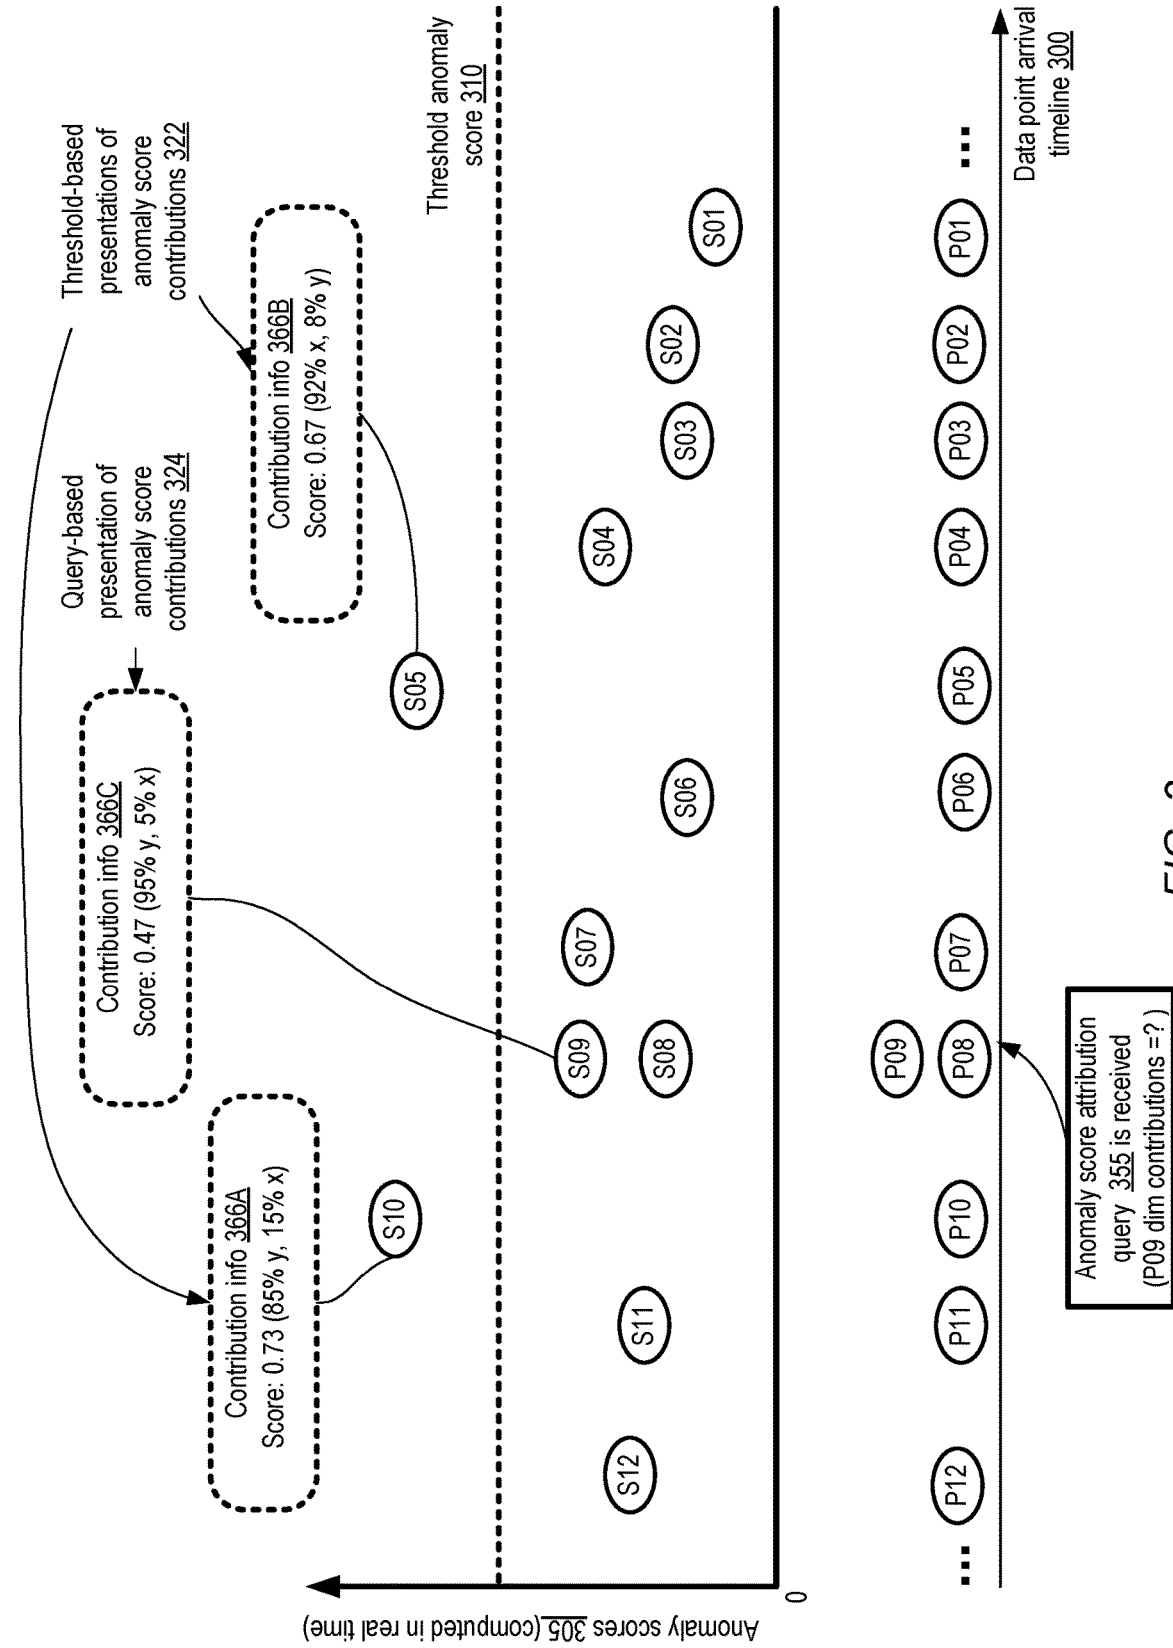 Query-based
presentation of
anomaly score
contributions 324
Threshold-based
presentations of
anomaly score
contributions 322
Contribution info 366C
Score: 0.47 (95% y, 5% x)
Contribution info 366A
Score: 0.73 (85% y, 15% x)
Contribution info 366B
Score: 0.67 (92% x, 8% y)
Anomaly scores 305 (computed in real time)
Threshold anomaly
score 310
S12
S11
S10
S09
S08
S07
S06
S05
S04
S03
S02
S01
0
...
P12
P11
P10
P09
P08
P07
P06
P05
P04
P03
P02
P01
...
Data point arrival
timeline 300
Anomaly score attribution
query 355 is received
(P09 dim contributions =? )
FIG.